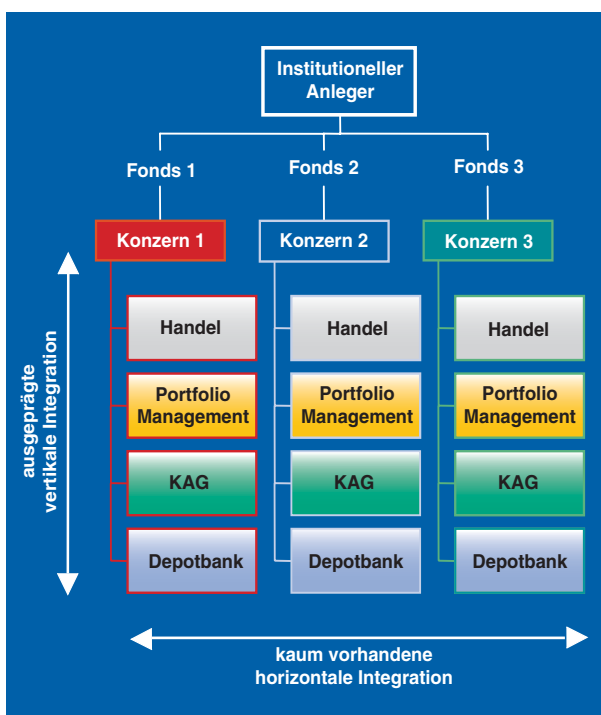 Institutioneller
Anleger
Fonds 1
Fonds 2
Fonds 3
Konzern 1
Konzern 2
Konzern 3
ausgeprägte
vertikale Integration
Handel
Handel
Handel
Portfolio
Management
Portfolio
Management
Portfolio
Management
KAG
KAG
KAG
Depotbank
Depotbank
Depotbank
kaum vorhandene
horizontale Integration